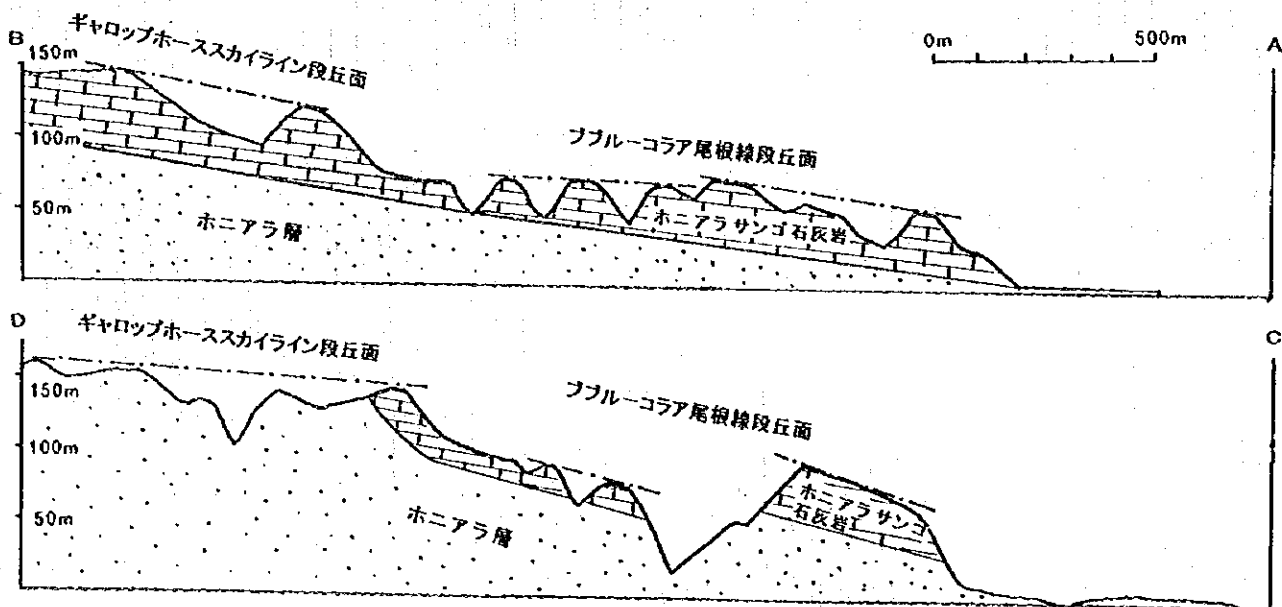 ギャロップホーススカイライン段丘面
B
150m
100m
50m
0m 500m
A
ブブルーコラア尾根線段丘面
ホニアラサンゴ石灰岩
ホニアラ層
D
ギャロップホーススカイライン段丘面
C
150m
100m
50m
ブブルーコラア尾根線段丘面
ホニアラサンゴ
石灰岩
ホニアラ層